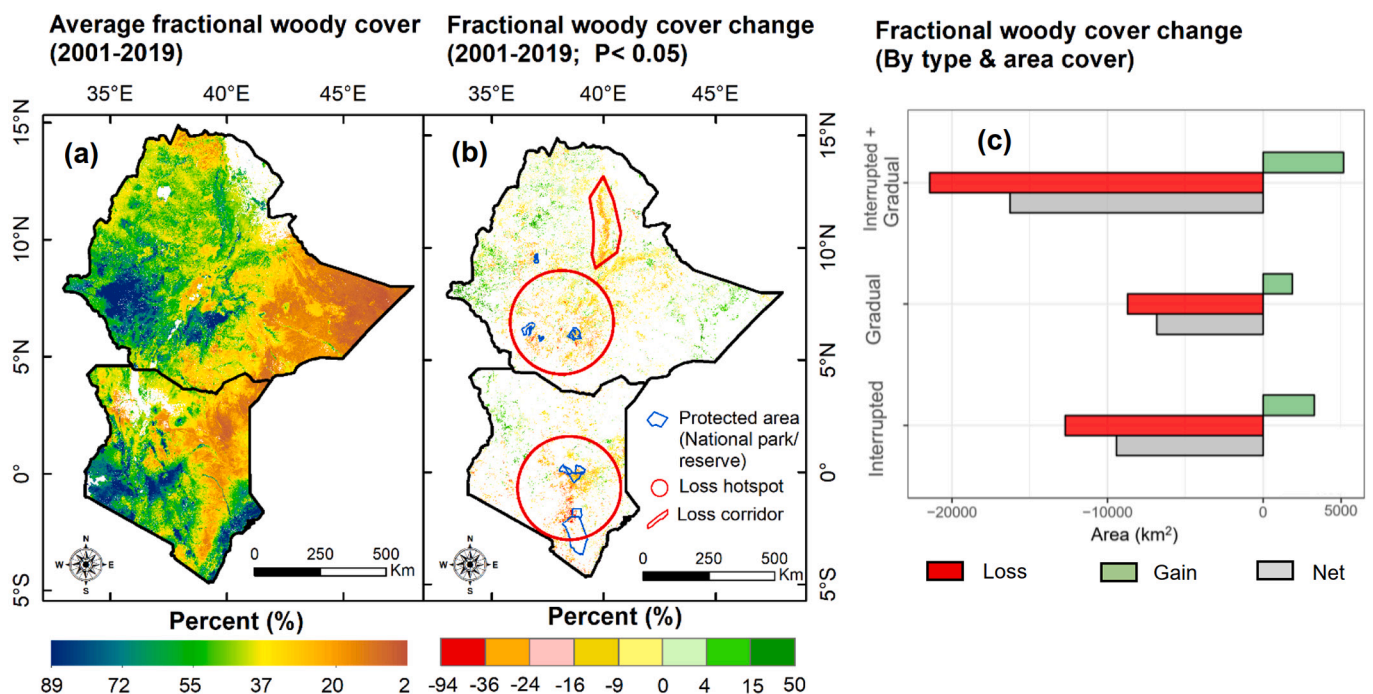 Average fractional woody cover
(2001-2019)
35°E 40°E 45°E
15°N
10°N
5°N
0°
5°S
(a)
N
W E
S
0 250 500
Km
Percent (%)
89 72 55 37 20 2
Fractional woody cover change
(2001-2019; P< 0.05)
35°E 40°E 45°E
(b)
Protected area
(National park/
reserve)
Loss hotspot
Loss corridor
N
W E
S
0 250 500
Km
15°N
10°N
5°N
0°
5°S
Percent (%)
-94 -36 -24 -16 -9 0 4 15 50
Fractional woody cover change
(By type & area cover)
(c)
Interrupted +
Gradual
Gradual
Interrupted
−20000 −10000 0 5000
Area (km²)
Loss Gain Net